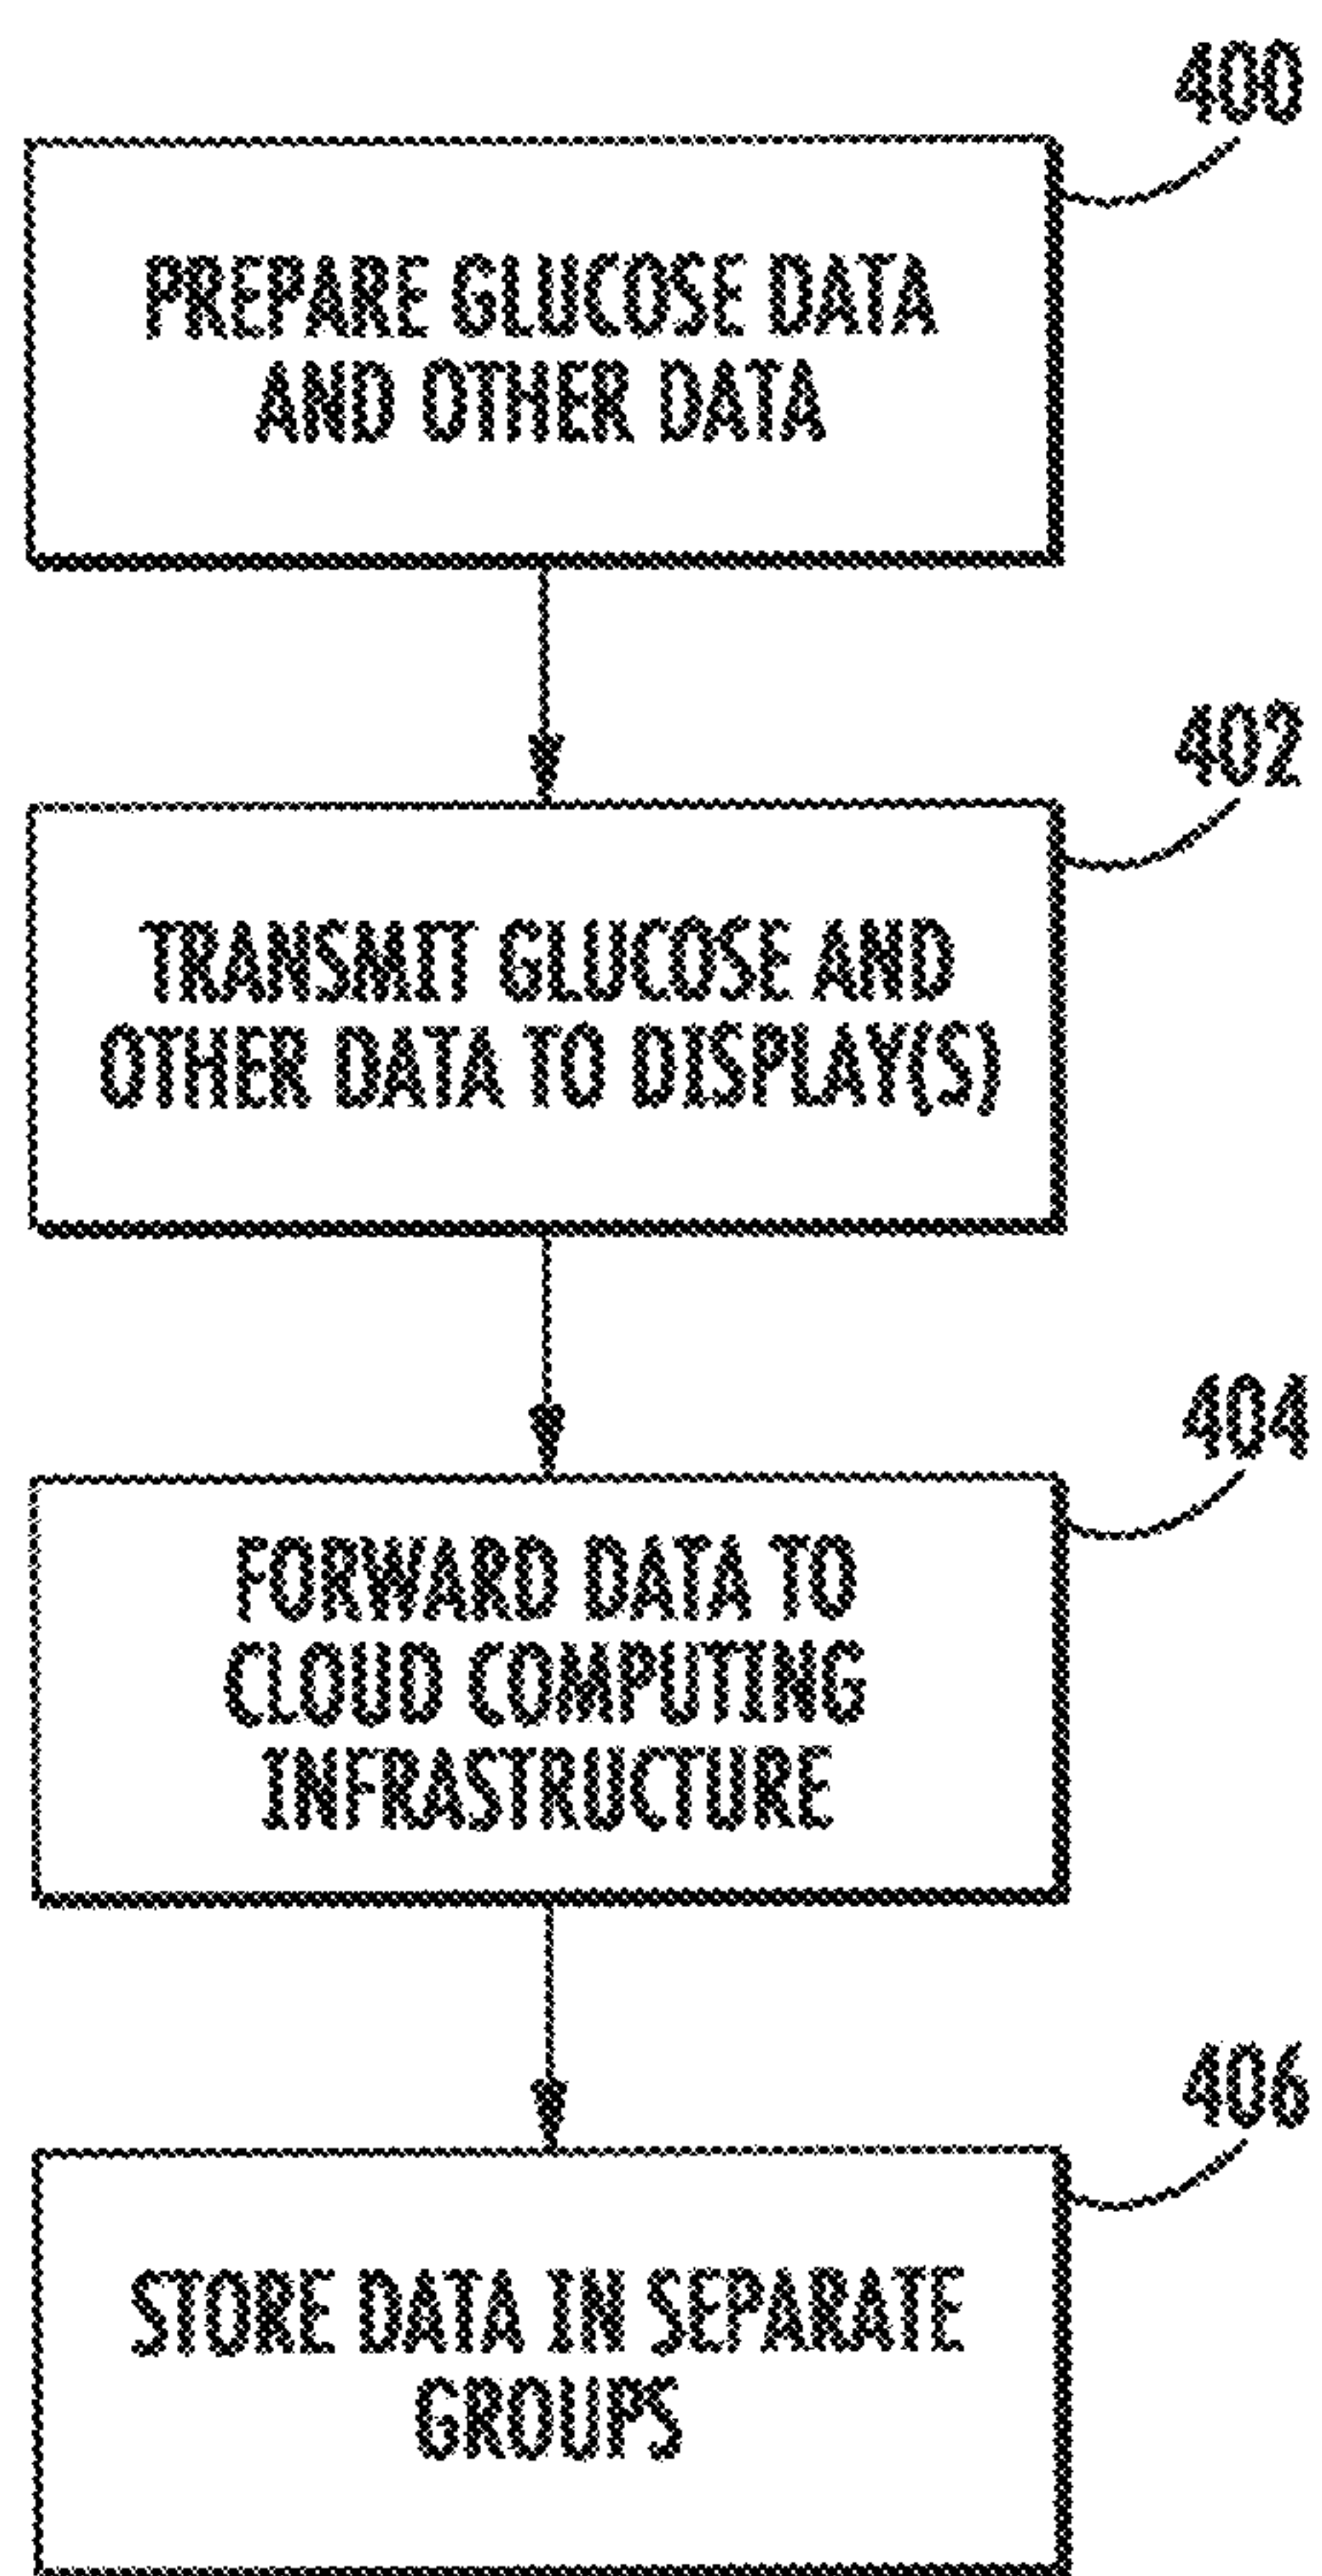 400
PREPARE GLUCOSE DATA
AND OTHER DATA
402
TRANSMIT GLUCOSE AND
OTHER DATA TO DISPLAY(S)
404
FORWARD DATA TO
CLOUD COMPUTING
INFRASTRUCTURE
406
STORE DATA IN SEPARATE
GROUPS